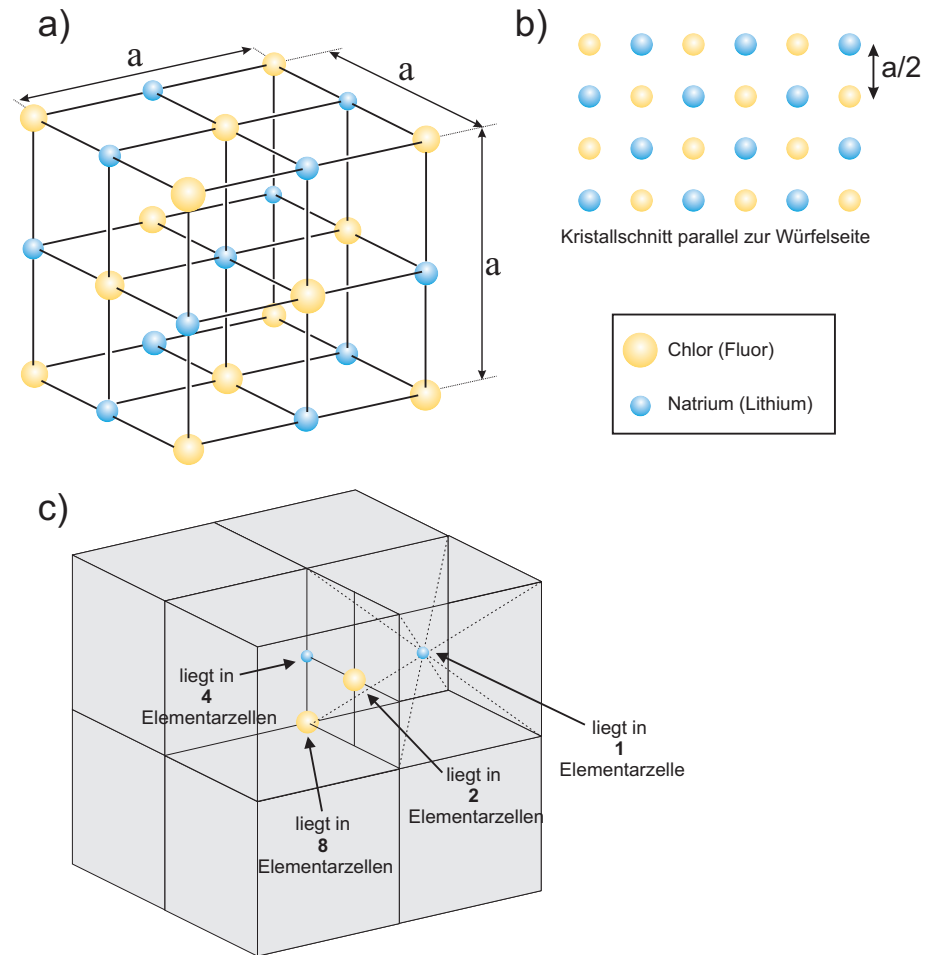 a)
a
a
a
b)
a/2
Kristallschnitt parallel zur Würfelseite
Chlor (Fluor)
Natrium (Lithium)
c)
liegt in
4
Elementarzellen
liegt in
8
Elementarzellen
liegt in
2
Elementarzellen
liegt in
1
Elementarzelle